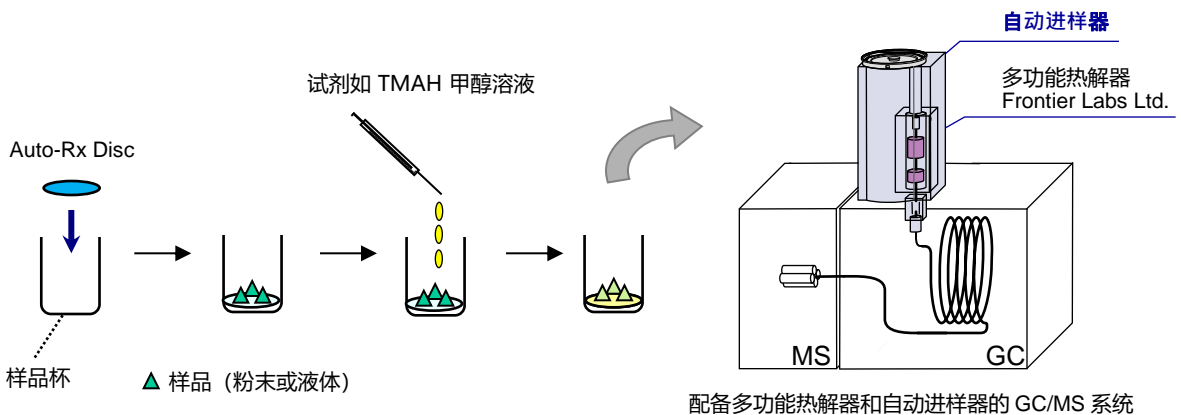 自动进样器
试剂如 TMAH 甲醇溶液
多功能热解器
Frontier Labs Ltd.
Auto-Rx Disc
MS
GC
样品杯
样品（粉末或液体）
配备多功能热解器和自动进样器的 GC/MS 系统